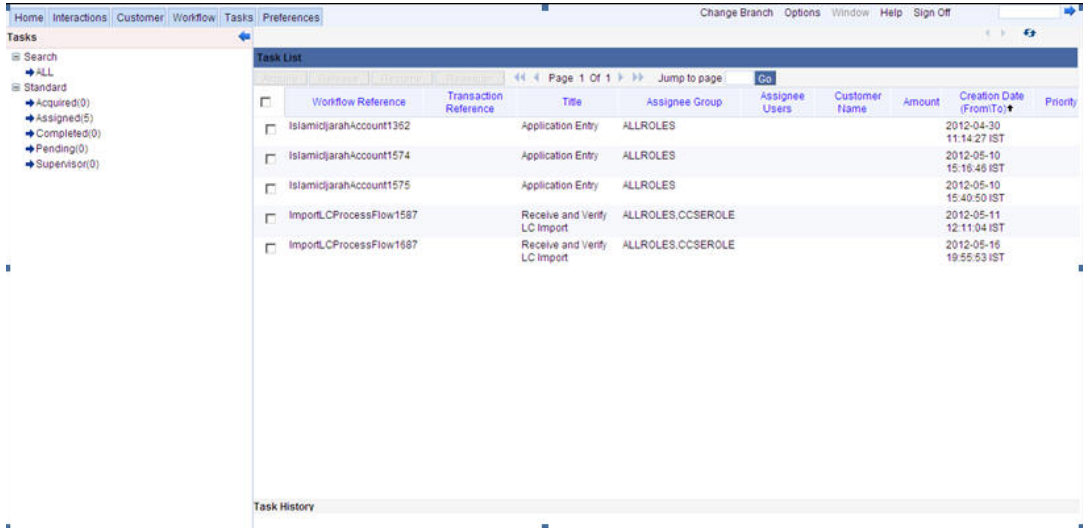 Home Interactions Customer Workflow Tasks Preferences Change Branch Options Window Help Sign Off
Tasks
Search
ALL
Standard
Acquired(0)
Assigned(5)
Completed(0)
Pending(0)
Supervisor(0)
Task List
Page 1 Of 1 Jump to page Go
Workflow Reference Transaction Reference Title Assignee Group Assignee Users Customer Name Amount Creation Date (From\To) Priority
IslamicIjarahAccount1362 Application Entry ALLROLES 2012-04-30 11:14:27 IST
IslamicIjarahAccount1574 Application Entry ALLROLES 2012-05-10 15:16:46 IST
IslamicIjarahAccount1575 Application Entry ALLROLES 2012-05-10 15:40:50 IST
ImportLCProcessFlow1587 Receive and Verify LC Import ALLROLES,CCSEROLE 2012-05-11 12:11:04 IST
ImportLCProcessFlow1687 Receive and Verify LC Import ALLROLES,CCSEROLE 2012-05-16 19:55:53 IST
Task History